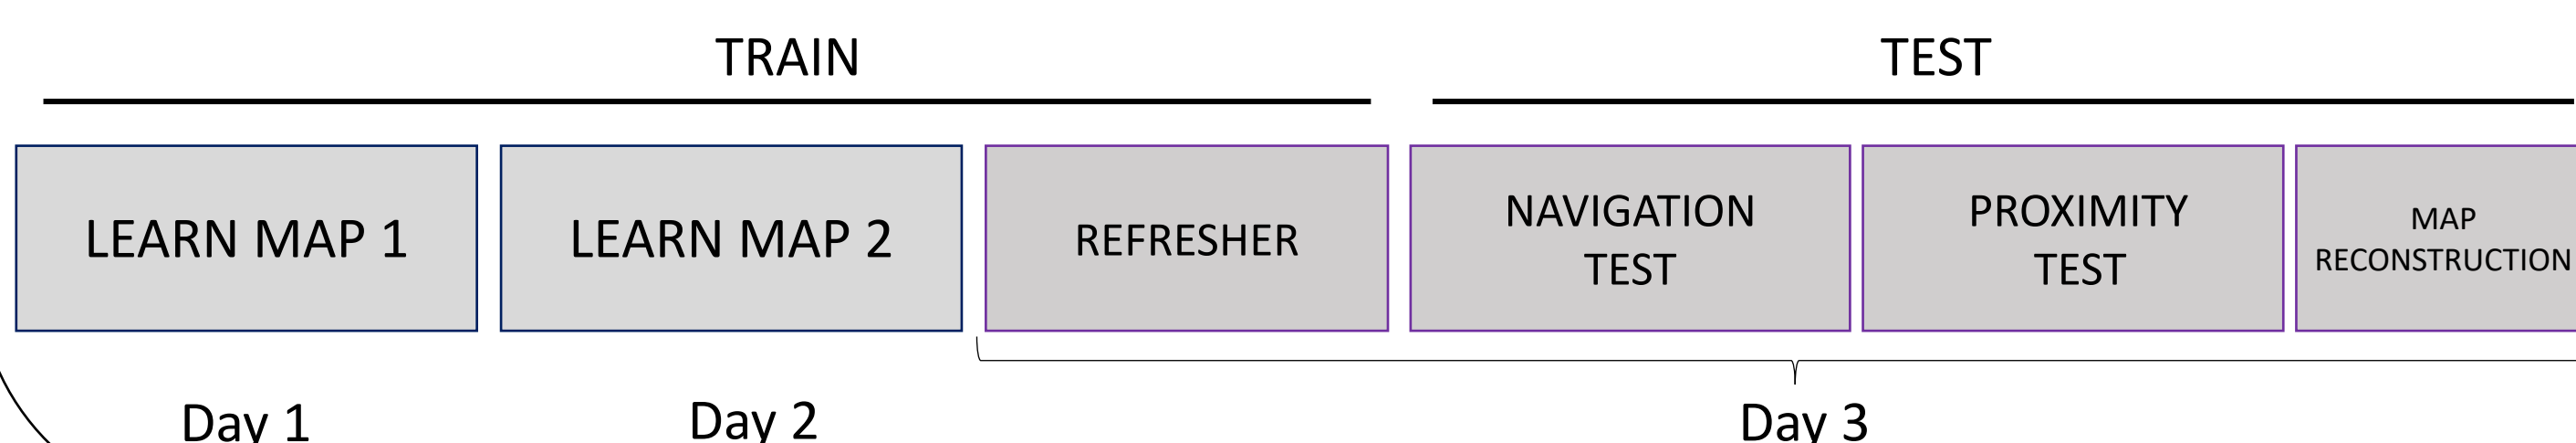 TRAIN
TEST
LEARN MAP 1
LEARN MAP 2
REFRESHER
NAVIGATION
TEST
PROXIMITY
TEST
MAP
RECONSTRUCTION
Day 1
Day 2
Day 3